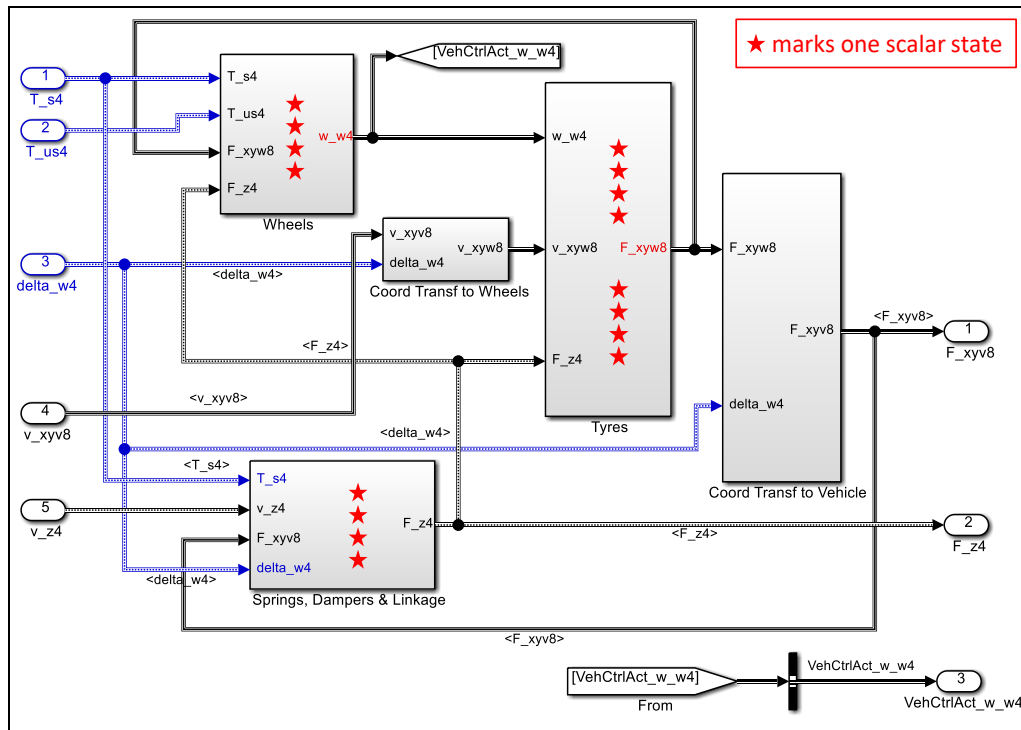 ★ marks one scalar state
[VehCtrlAct_w_w4]
1
T_s4
2
T_us4
T_s4
T_us4
F_xyw8
F_z4
w_w4
Wheels
w_w4
v_xyw8
F_z4
F_xyw8
Tyres
3
delta_w4
<delta_w4>
v_xyv8
delta_w4
v_xyw8
Coord Transf to Wheels
F_xyw8
F_xyv8
delta_w4
Coord Transf to Vehicle
<F_xyv8>
1
F_xyv8
<F_z4>
<v_xyv8>
4
v_xyv8
<delta_w4>
<T_s4>
5
v_z4
T_s4
v_z4
F_xyv8
delta_w4
F_z4
Springs, Dampers & Linkage
<delta_w4>
<F_z4>
2
F_z4
<F_xyv8>
[VehCtrlAct_w_w4]
From
VehCtrlAct_w_w4
3
VehCtrlAct_w_w4